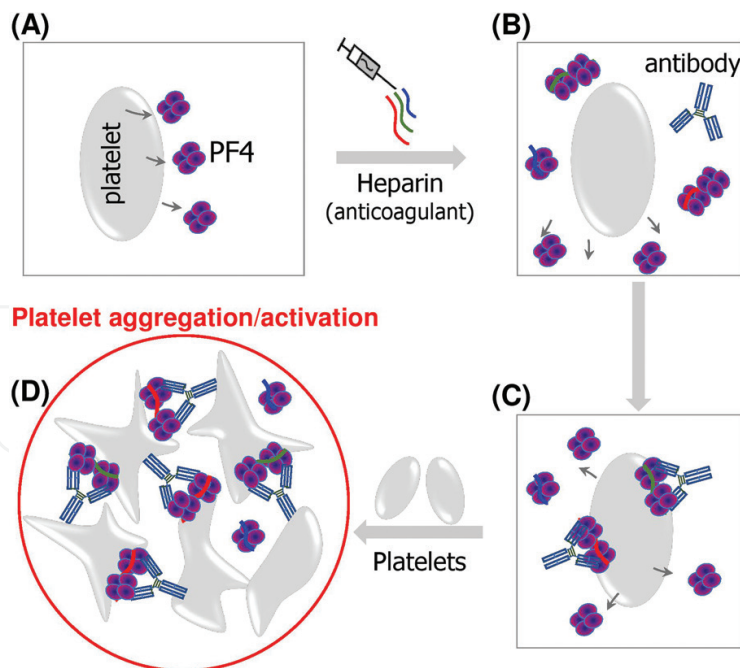 (A)
platelet
PF4
Heparin
(anticoagulant)
(B)
antibody
Platelet aggregation/activation
(D)
Platelets
(C)